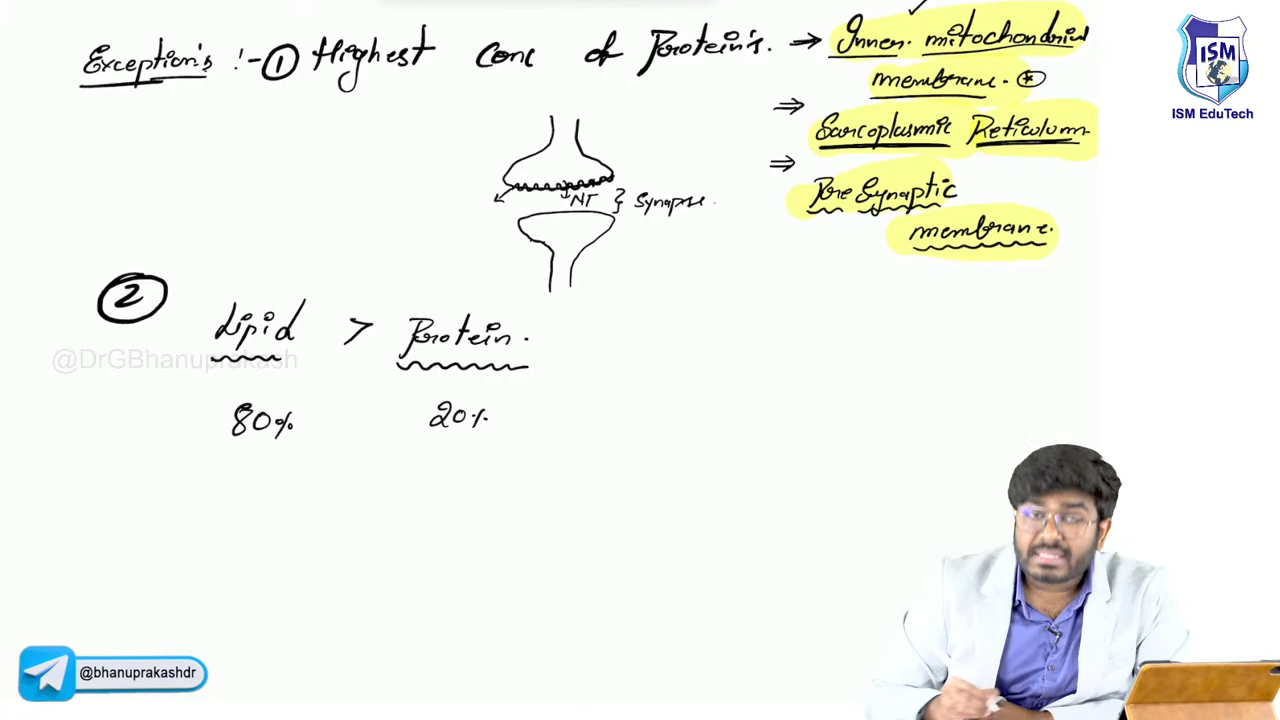 Exception's :- ① Highest conc of Protein's. → Inner mitochondrial
membrane. *
⇒ Sarcoplasmic Reticulum
⇒ Pre Synaptic
membrane.
NT } Synapse.
② Lipid > Protein.
80% 20%
@DrGBhanuprakash
ISM
ISM EduTech
@bhanuprakashdr